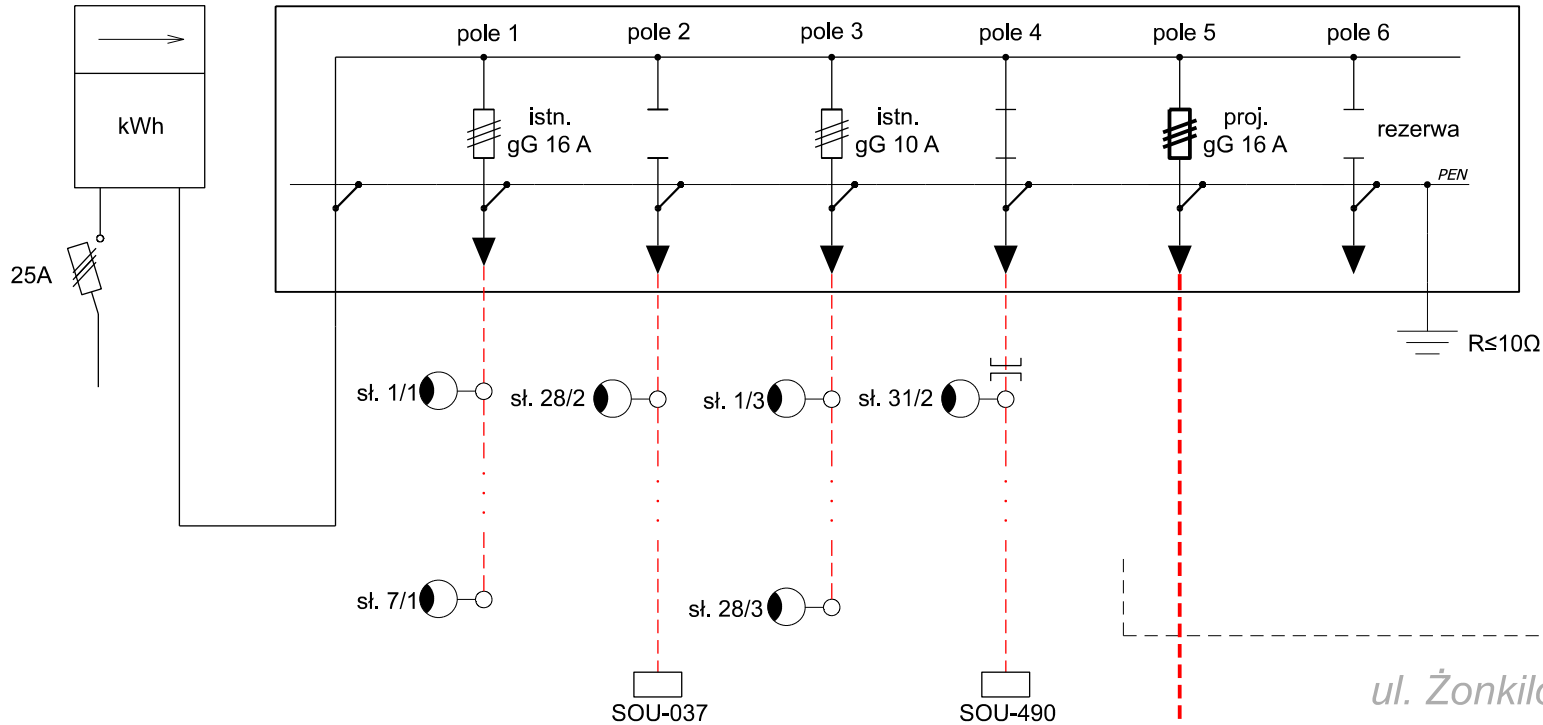 pole 1
pole 2
pole 3
pole 4
pole 5
pole 6
kWh
istn.
gG 16 A
istn.
gG 10 A
proj.
gG 16 A
rezerwa
PEN
25A
R≤10Ω
sł. 1/1
sł. 28/2
sł. 1/3
sł. 31/2
sł. 7/1
sł. 28/3
SOU-037
SOU-490
ul. Żonkilo